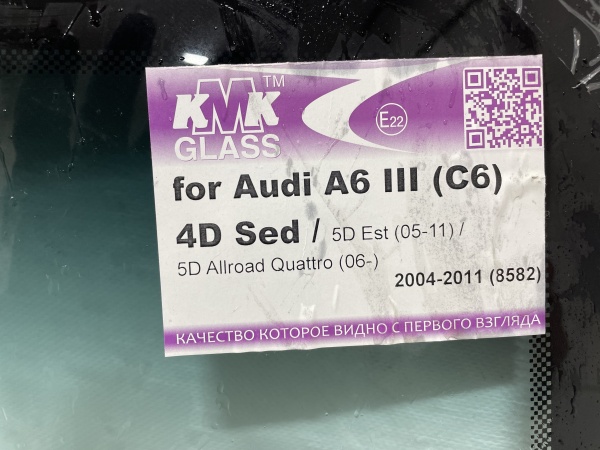 KMK™
GLASS
E22
for Audi A6 III (C6)
4D Sed / 5D Est (05-11) /
5D Allroad Quattro (06-)
2004-2011 (8582)
КАЧЕСТВО КОТОРОЕ ВИДНО С ПЕРВОГО ВЗГЛЯДА